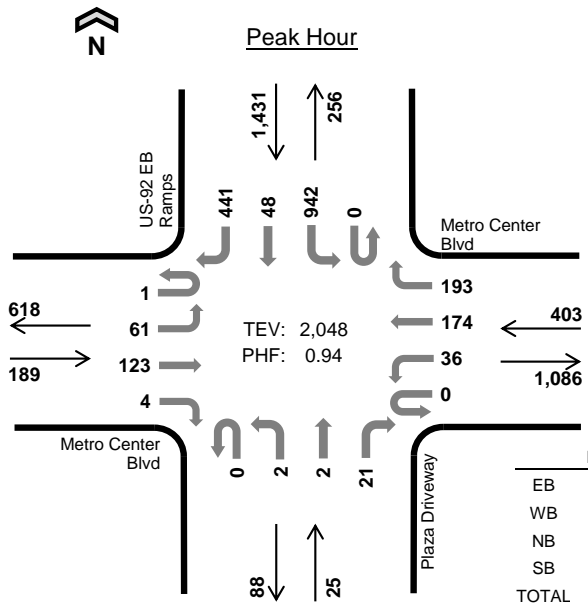 N
Peak Hour
1,431
256
US-92 EB
Ramps
441
48
942
0
Metro Center
Blvd
1
193
618
61
TEV: 2,048
174
403
189
123
PHF: 0.94
36
1,086
4
0
Metro Center
Blvd
0
2
2
21
Plaza Driveway
88
25
EB
WB
NB
SB
TOTAL